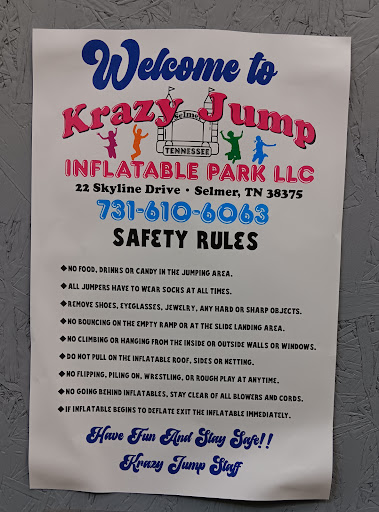 Welcome to
Krazy Jump
Selmer
TENNESSEE
INFLATABLE PARK LLC
22 Skyline Drive • Selmer, TN 38375
731-610-6063
SAFETY RULES
◆NO FOOD, DRINKS OR CANDY IN THE JUMPING AREA.
◆ALL JUMPERS HAVE TO WEAR SOCKS AT ALL TIMES.
◆REMOVE SHOES, EYEGLASSES, JEWELRY, ANY HARD OR SHARP OBJECTS.
◆NO BOUNCING ON THE EMPTY RAMP OR AT THE SLIDE LANDING AREA.
◆NO CLIMBING OR HANGING FROM THE INSIDE OR OUTSIDE WALLS OR WINDOWS.
◆DO NOT PULL ON THE INFLATABLE ROOF, SIDES OR NETTING.
◆NO FLIPPING, PILING ON, WRESTLING, OR ROUGH PLAY AT ANYTIME.
◆NO GOING BEHIND INFLATABLES, STAY CLEAR OF ALL BLOWERS AND CORDS.
◆IF INFLATABLE BEGINS TO DEFLATE EXIT THE INFLATABLE IMMEDIATELY.
Have Fun And Stay Safe!!
Krazy Jump Staff